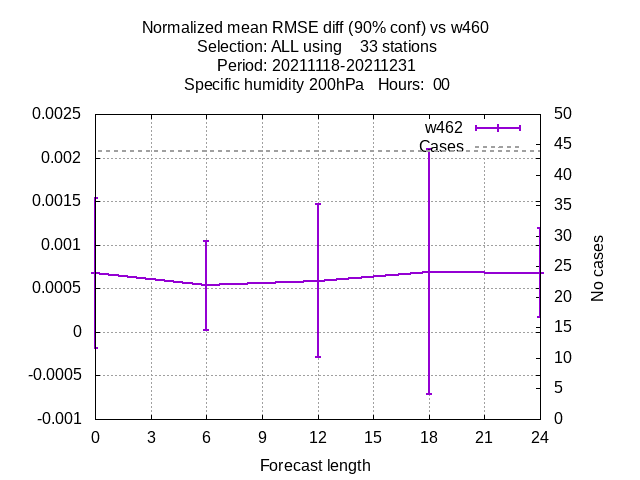 Normalized mean RMSE diff (90% conf) vs w460
Selection: ALL using    33 stations
Period: 20211118-20211231
Specific humidity 200hPa   Hours:  00
0.0025
0.002
0.0015
0.001
0.0005
0
-0.0005
-0.001
w462
Cases
50
45
40
35
30
25
20
15
10
5
0
No cases
0 3 6 9 12 15 18 21 24
Forecast length